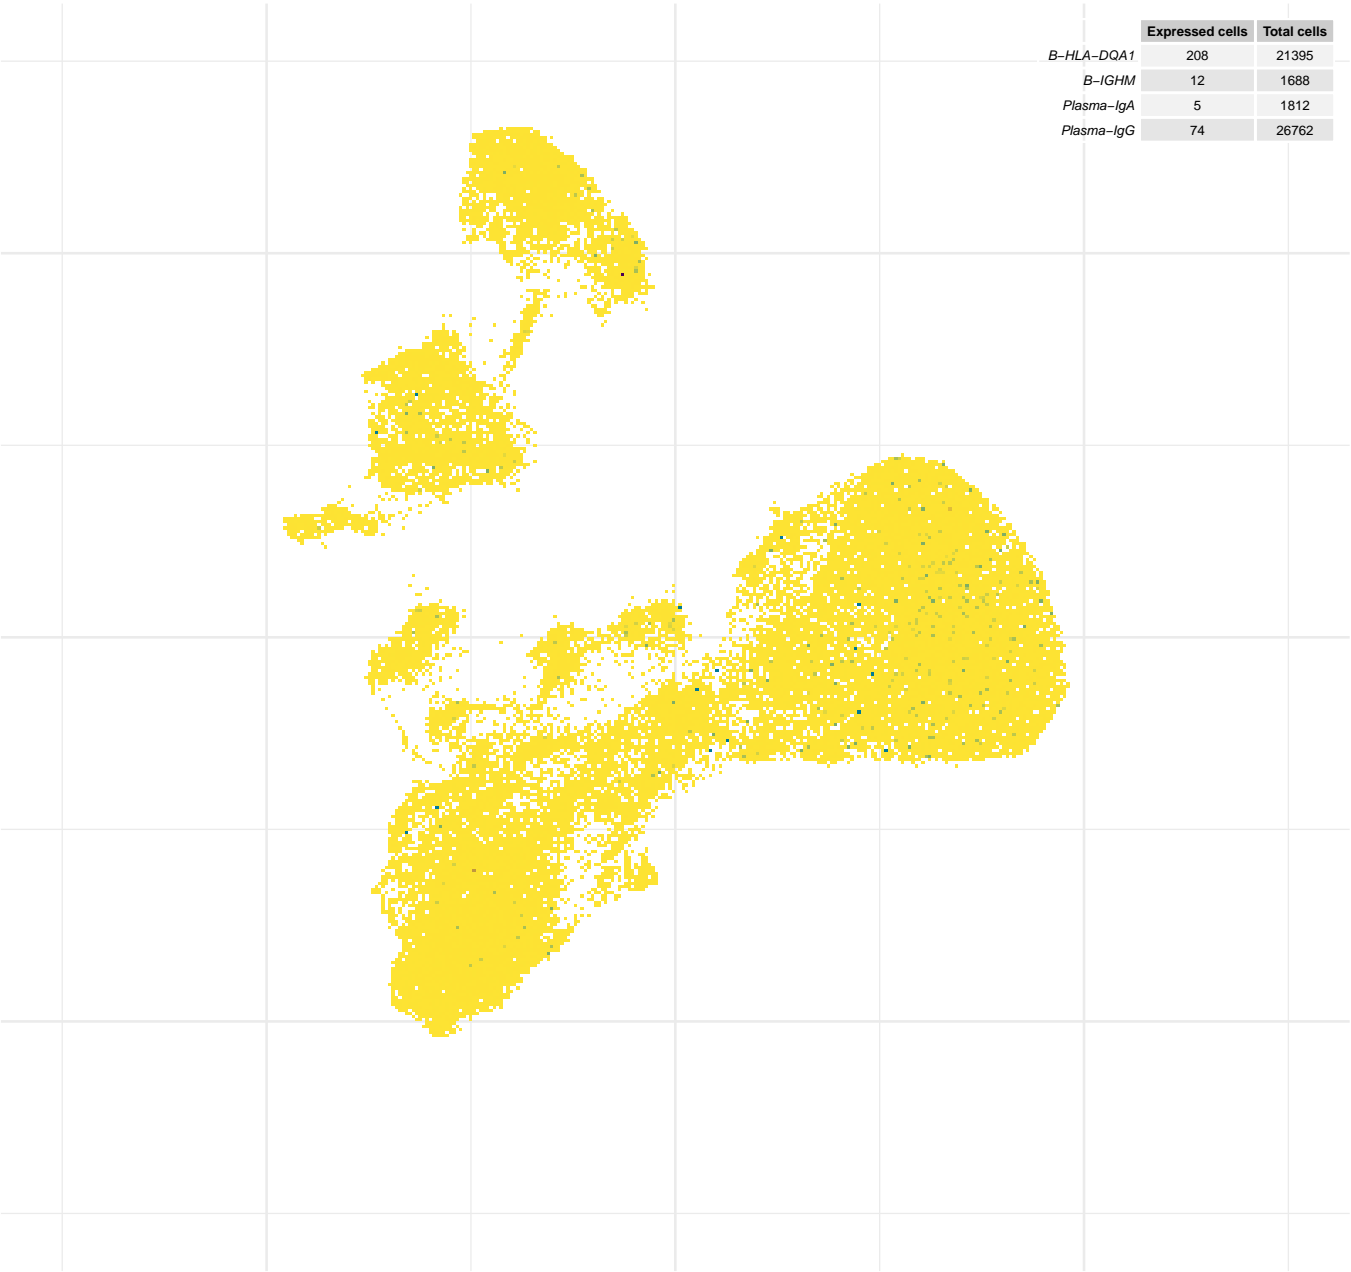 Expressed cells Total cells
B−HLA−DQA1 208 21395
B−IGHM 12 1688
Plasma−IgA 5 1812
Plasma−IgG 74 26762